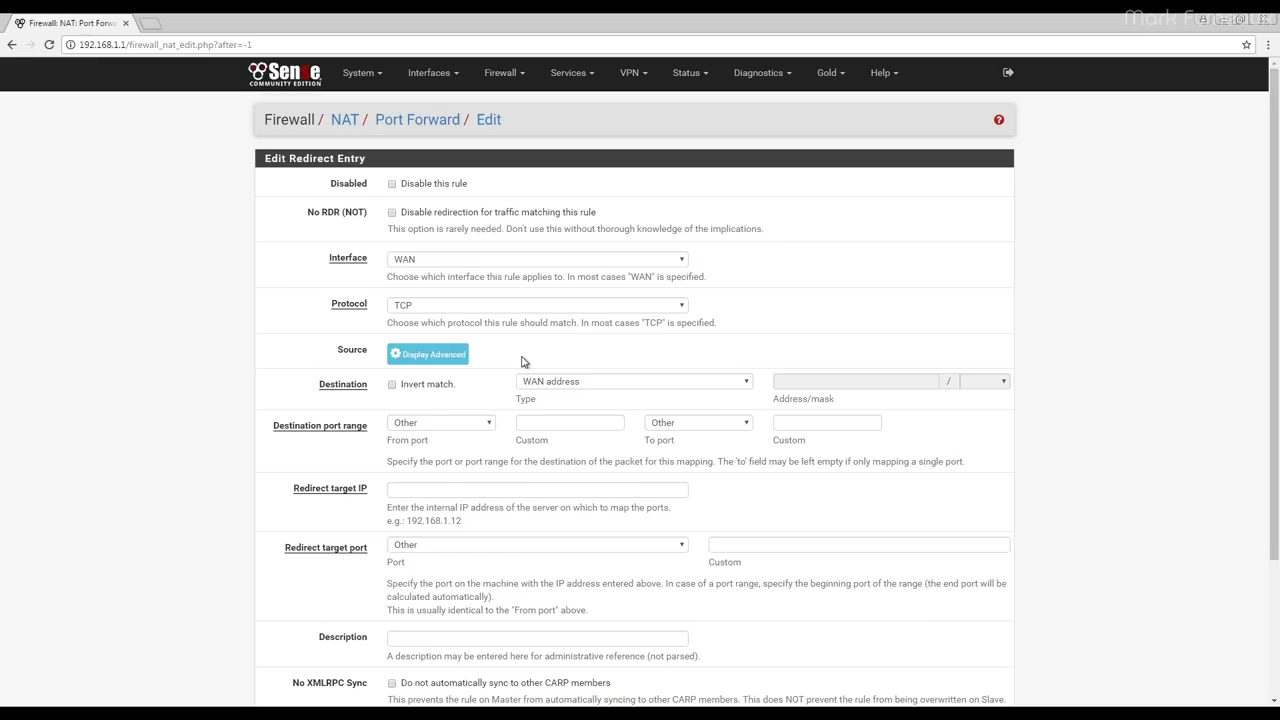 Mark Furneaux
Firewall: NAT: Port Forw
192.168.1.1/firewall_nat_edit.php?after=-1
Sense
COMMUNITY EDITION
System
Interfaces
Firewall
Services
VPN
Status
Diagnostics
Gold
Help
Firewall / NAT / Port Forward / Edit
Edit Redirect Entry
Disabled
Disable this rule
No RDR (NOT)
Disable redirection for traffic matching this rule
This option is rarely needed. Don't use this without thorough knowledge of the implications.
Interface
WAN
Choose which interface this rule applies to. In most cases "WAN" is specified.
Protocol
TCP
Choose which protocol this rule should match. In most cases "TCP" is specified.
Source
Display Advanced
Destination
Invert match.
WAN address
/
Type
Address/mask
Destination port range
Other
Other
From port
Custom
To port
Custom
Specify the port or port range for the destination of the packet for this mapping. The 'to' field may be left empty if only mapping a single port.
Redirect target IP
Enter the internal IP address of the server on which to map the ports.
e.g.: 192.168.1.12
Redirect target port
Other
Port
Custom
Specify the port on the machine with the IP address entered above. In case of a port range, specify the beginning port of the range (the end port will be
calculated automatically).
This is usually identical to the "From port" above.
Description
A description may be entered here for administrative reference (not parsed).
No XMLRPC Sync
Do not automatically sync to other CARP members
This prevents the rule on Master from automatically syncing to other CARP members. This does NOT prevent the rule from being overwritten on Slave.